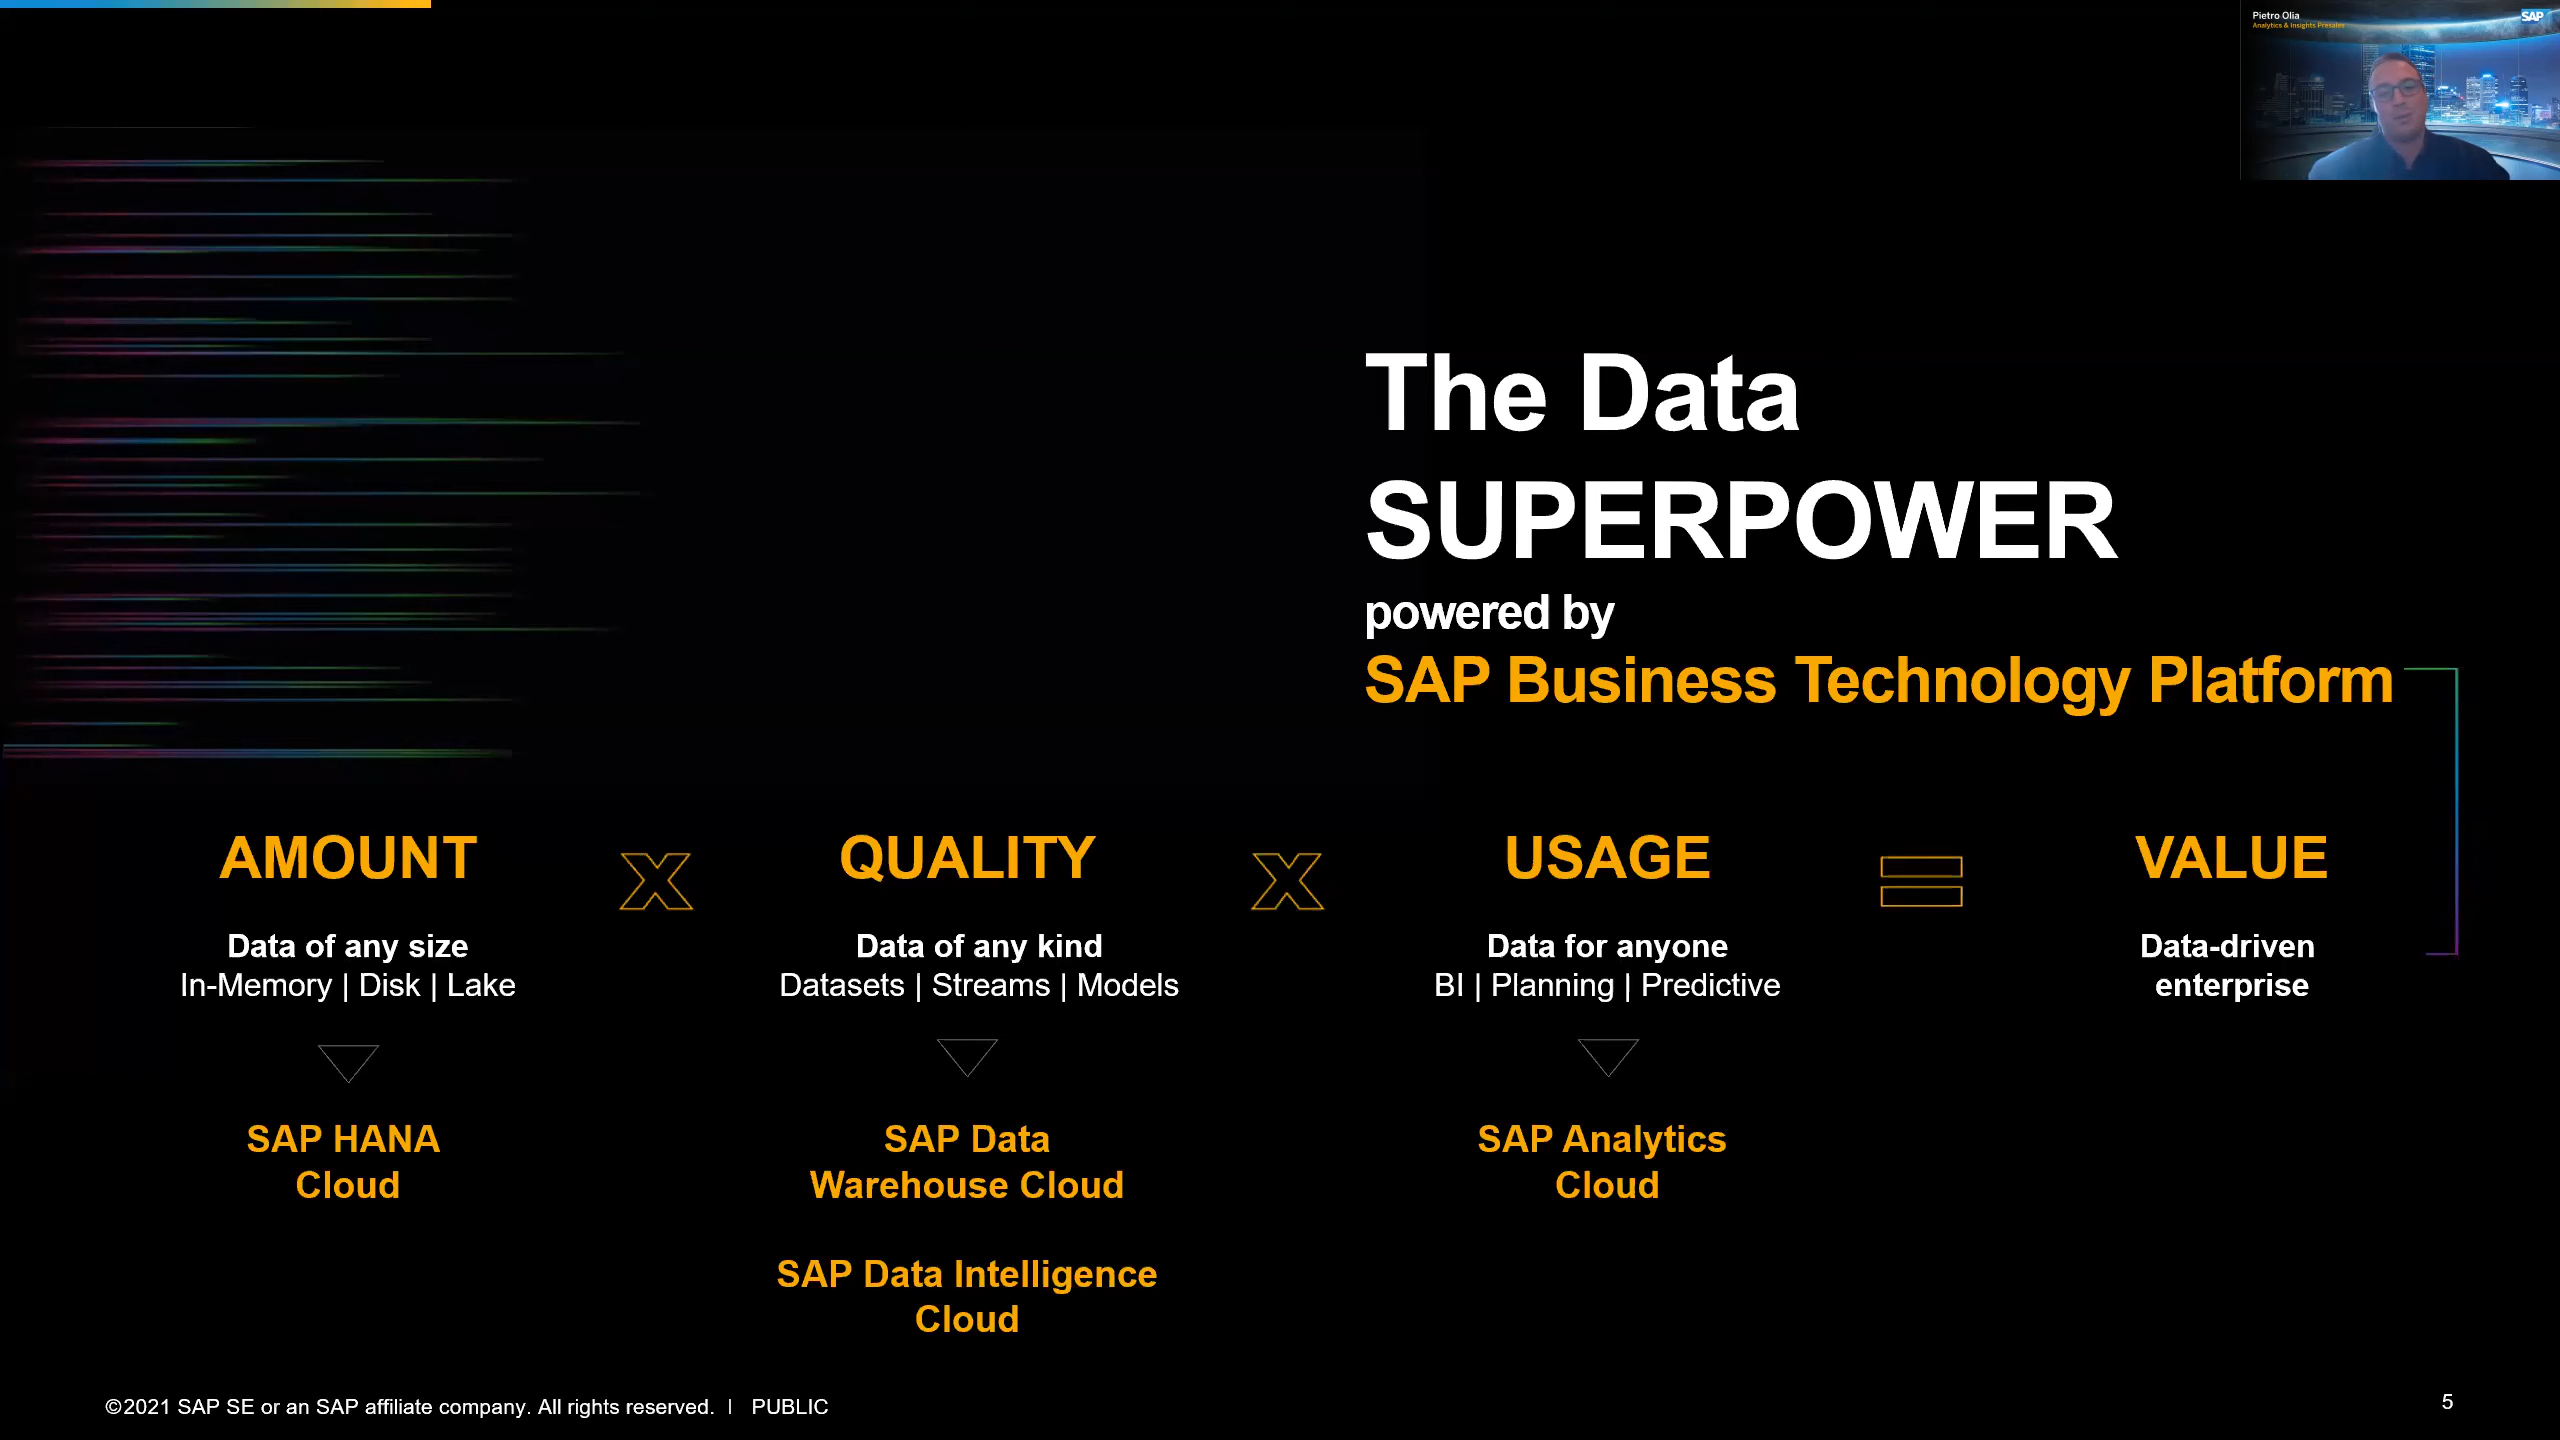 Pietro Olia
SAP
Analytics & Insights Presales
The Data
SUPERPOWER
powered by
SAP Business Technology Platform
AMOUNT
Data of any size
In-Memory | Disk | Lake
SAP HANA
Cloud
X
QUALITY
Data of any kind
Datasets | Streams | Models
SAP Data
Warehouse Cloud
SAP Data Intelligence
Cloud
X
USAGE
Data for anyone
BI | Planning | Predictive
SAP Analytics
Cloud
=
VALUE
Data-driven
enterprise
©2021 SAP SE or an SAP affiliate company. All rights reserved. | PUBLIC
5